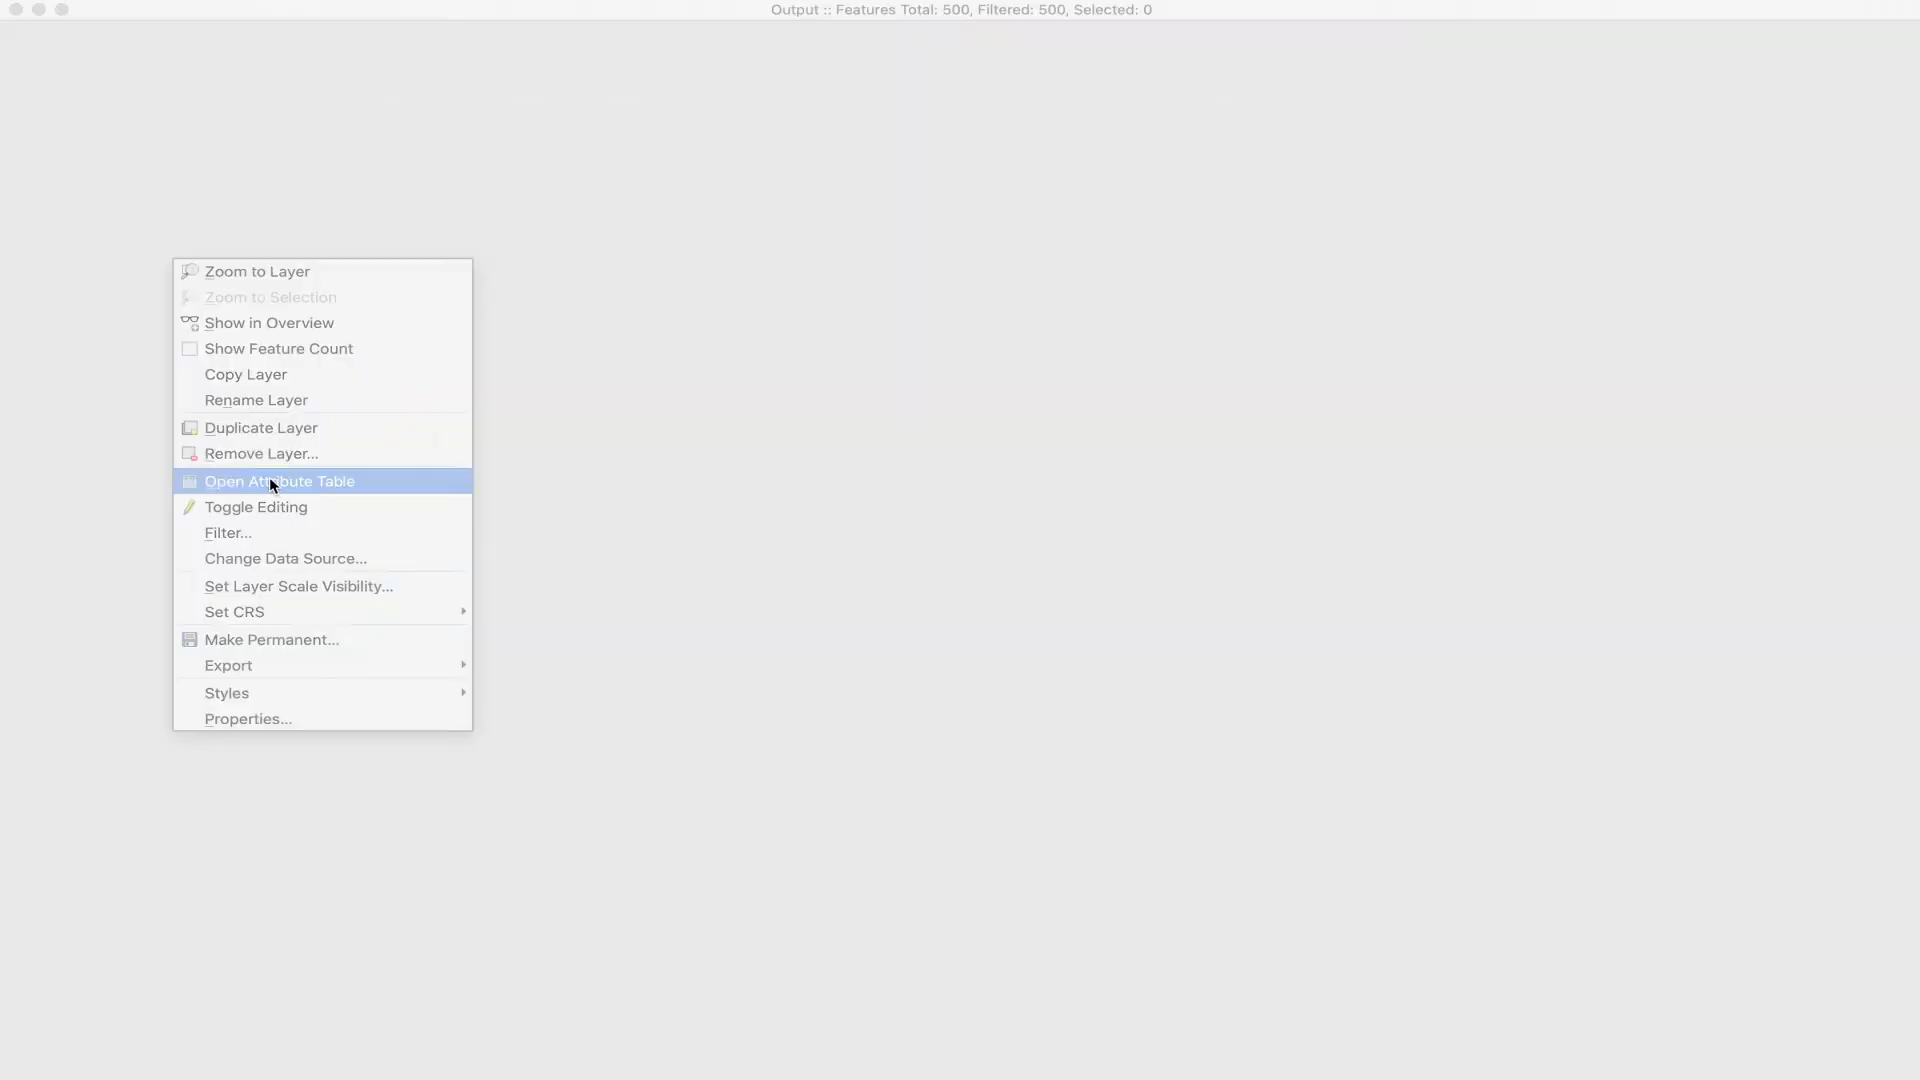 Output :: Features Total: 500, Filtered: 500, Selected: 0
Zoom to Layer
Zoom to Selection
Show in Overview
Show Feature Count
Copy Layer
Rename Layer
Duplicate Layer
Remove Layer...
Open Attribute Table
Toggle Editing
Filter...
Change Data Source...
Set Layer Scale Visibility...
Set CRS
Make Permanent...
Export
Styles
Properties...